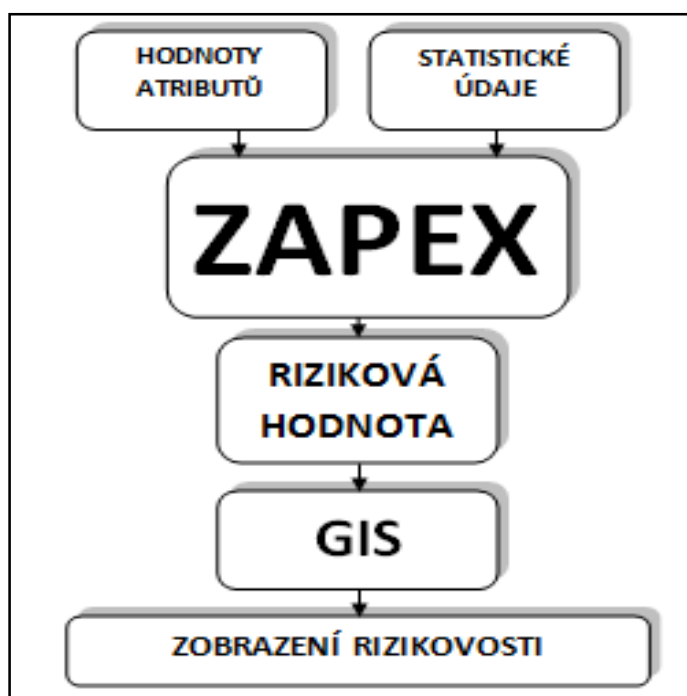 HODNOTY
ATRIBUTŮ
STATISTICKÉ
ÚDAJE
ZAPEX
RIZIKOVÁ
HODNOTA
GIS
ZOBRAZENÍ RIZIKOVOSTI